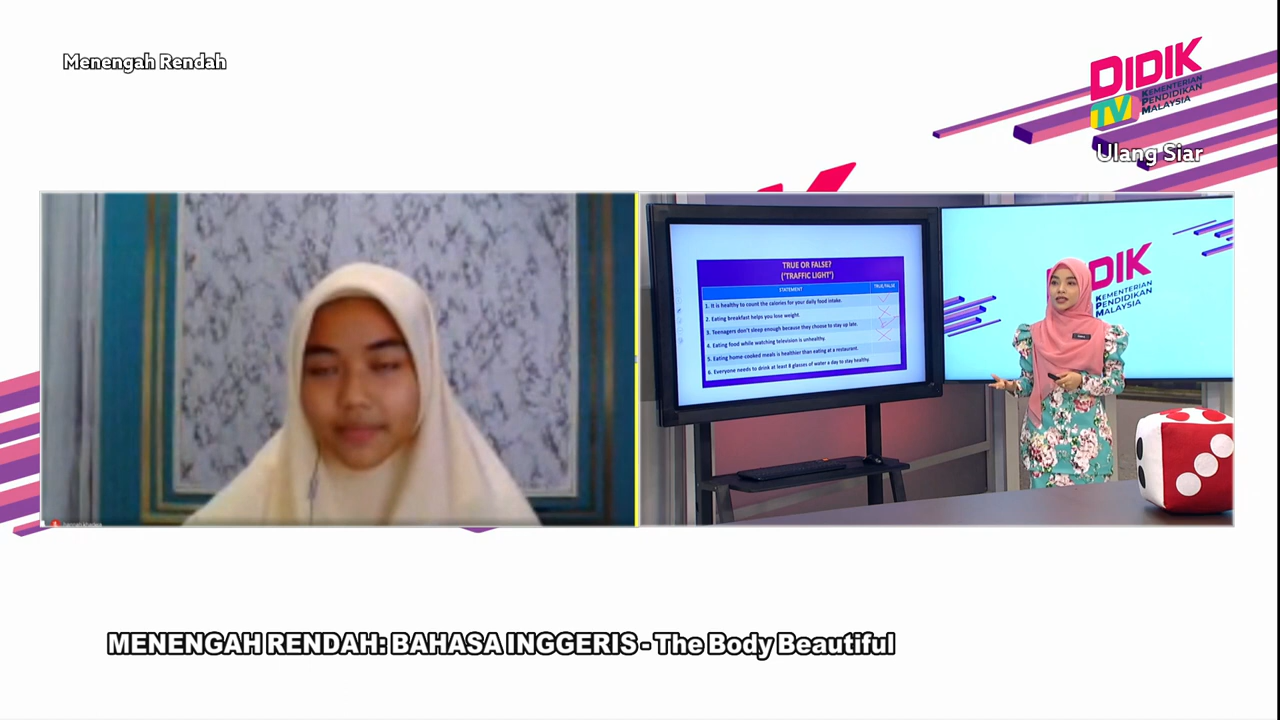 Menengah Rendah
DIDIK
TV
KEMENTERIAN
PENDIDIKAN
MALAYSIA
Ulang Siar
TRUE OR FALSE?
('TRAFFIC LIGHT')
STATEMENT
TRUE/FALSE
1. It is healthy to count the calories for your daily food intake.
2. Eating breakfast helps you lose weight.
3. Teenagers don't sleep enough because they choose to stay up late.
4. Eating food while watching television is unhealthy.
5. Eating home-cooked meals is healthier than eating at a restaurant.
6. Everyone needs to drink at least 8 glasses of water a day to stay healthy.
DIK
KEMENTERIAN
PENDIDIKAN
MALAYSIA
MENENGAH RENDAH: BAHASA INGGERIS - The Body Beautiful